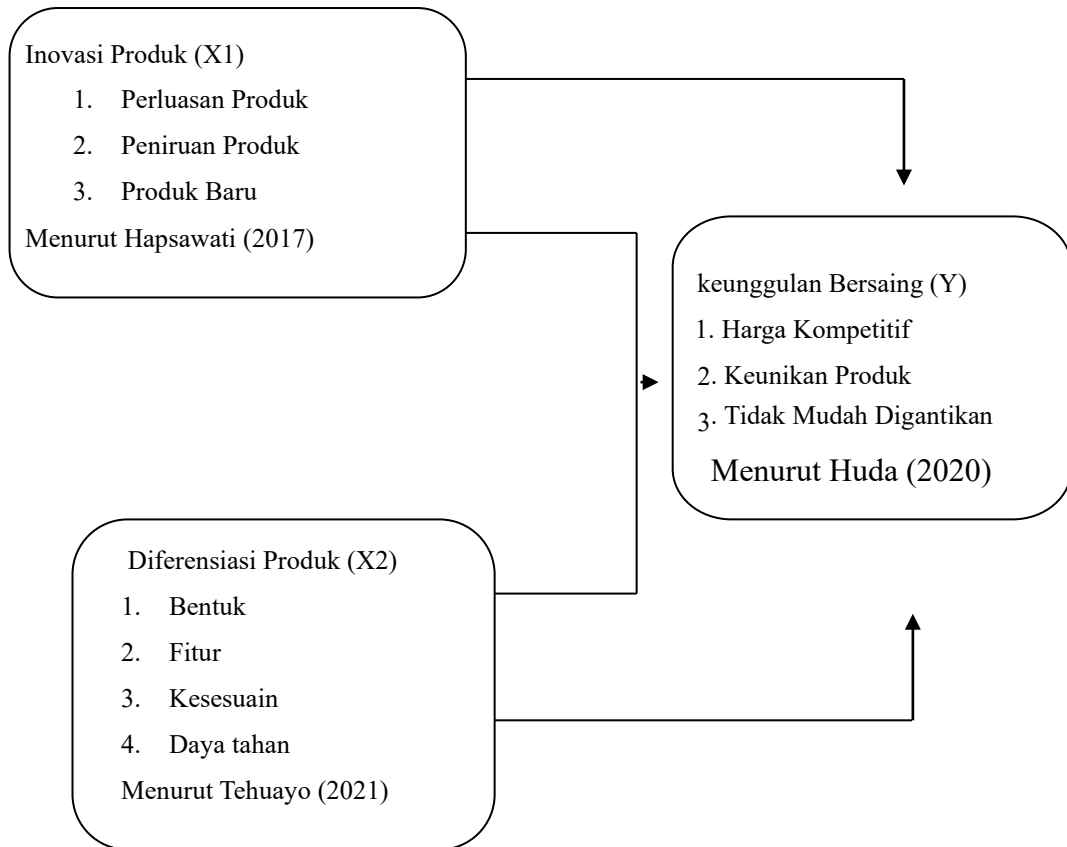 Inovasi Produk (X1)
1. Perluasan Produk
2. Peniruan Produk
3. Produk Baru
Menurut Hapsawati (2017)
keunggulan Bersaing (Y)
1. Harga Kompetitif
2. Keunikan Produk
3. Tidak Mudah Digantikan
Menurut Huda (2020)
Diferensiasi Produk (X2)
1. Bentuk
2. Fitur
3. Kesesuain
4. Daya tahan
Menurut Tehuayo (2021)